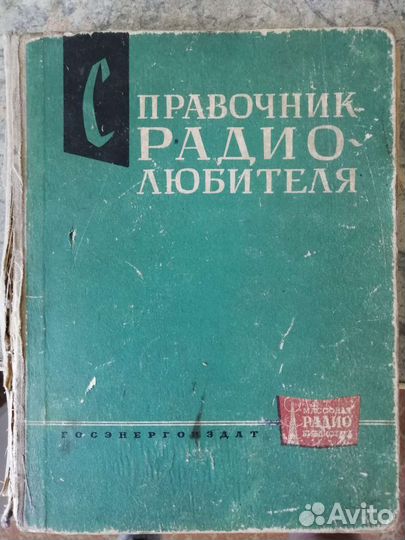 СПРАВОЧНИК
РАДИО-
ЛЮБИТЕЛЯ
МАССОВАЯ
РАДИО
БИБЛИОТЕКА
ГОСЭНЕРГОИЗДАТ
Avito